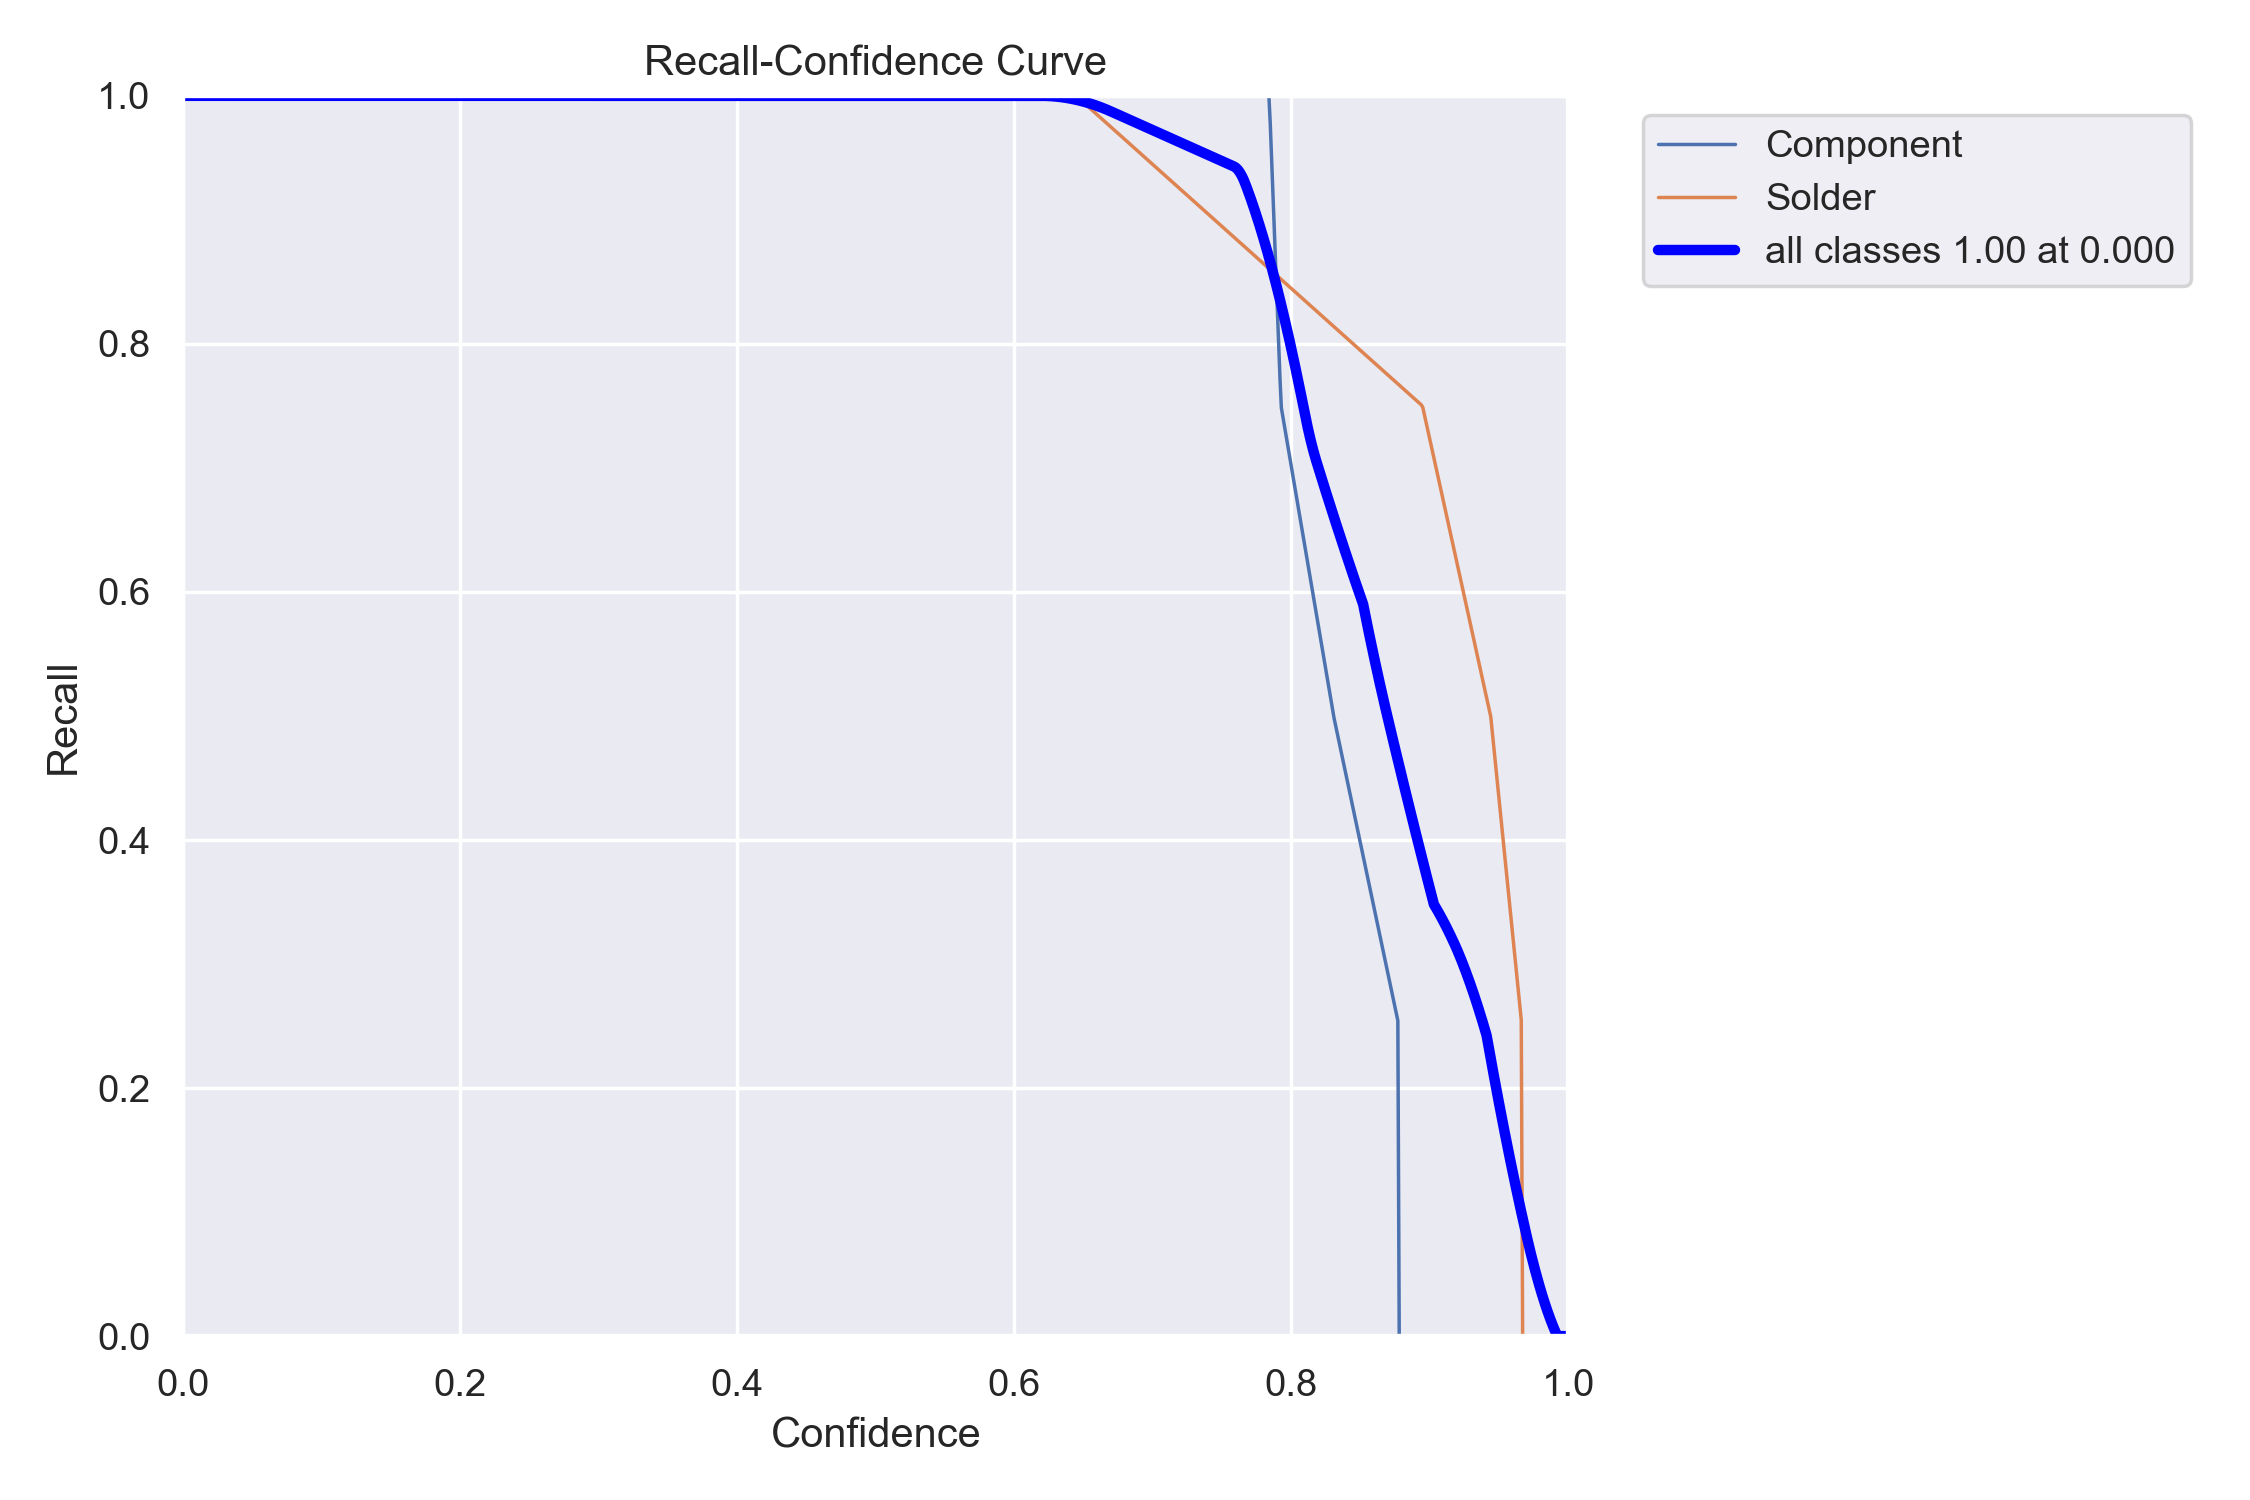 Recall-Confidence Curve
1.0
0.8
0.6
0.4
0.2
0.0
Recall
0.0 0.2 0.4 0.6 0.8 1.0
Confidence
Component
Solder
all classes 1.00 at 0.000